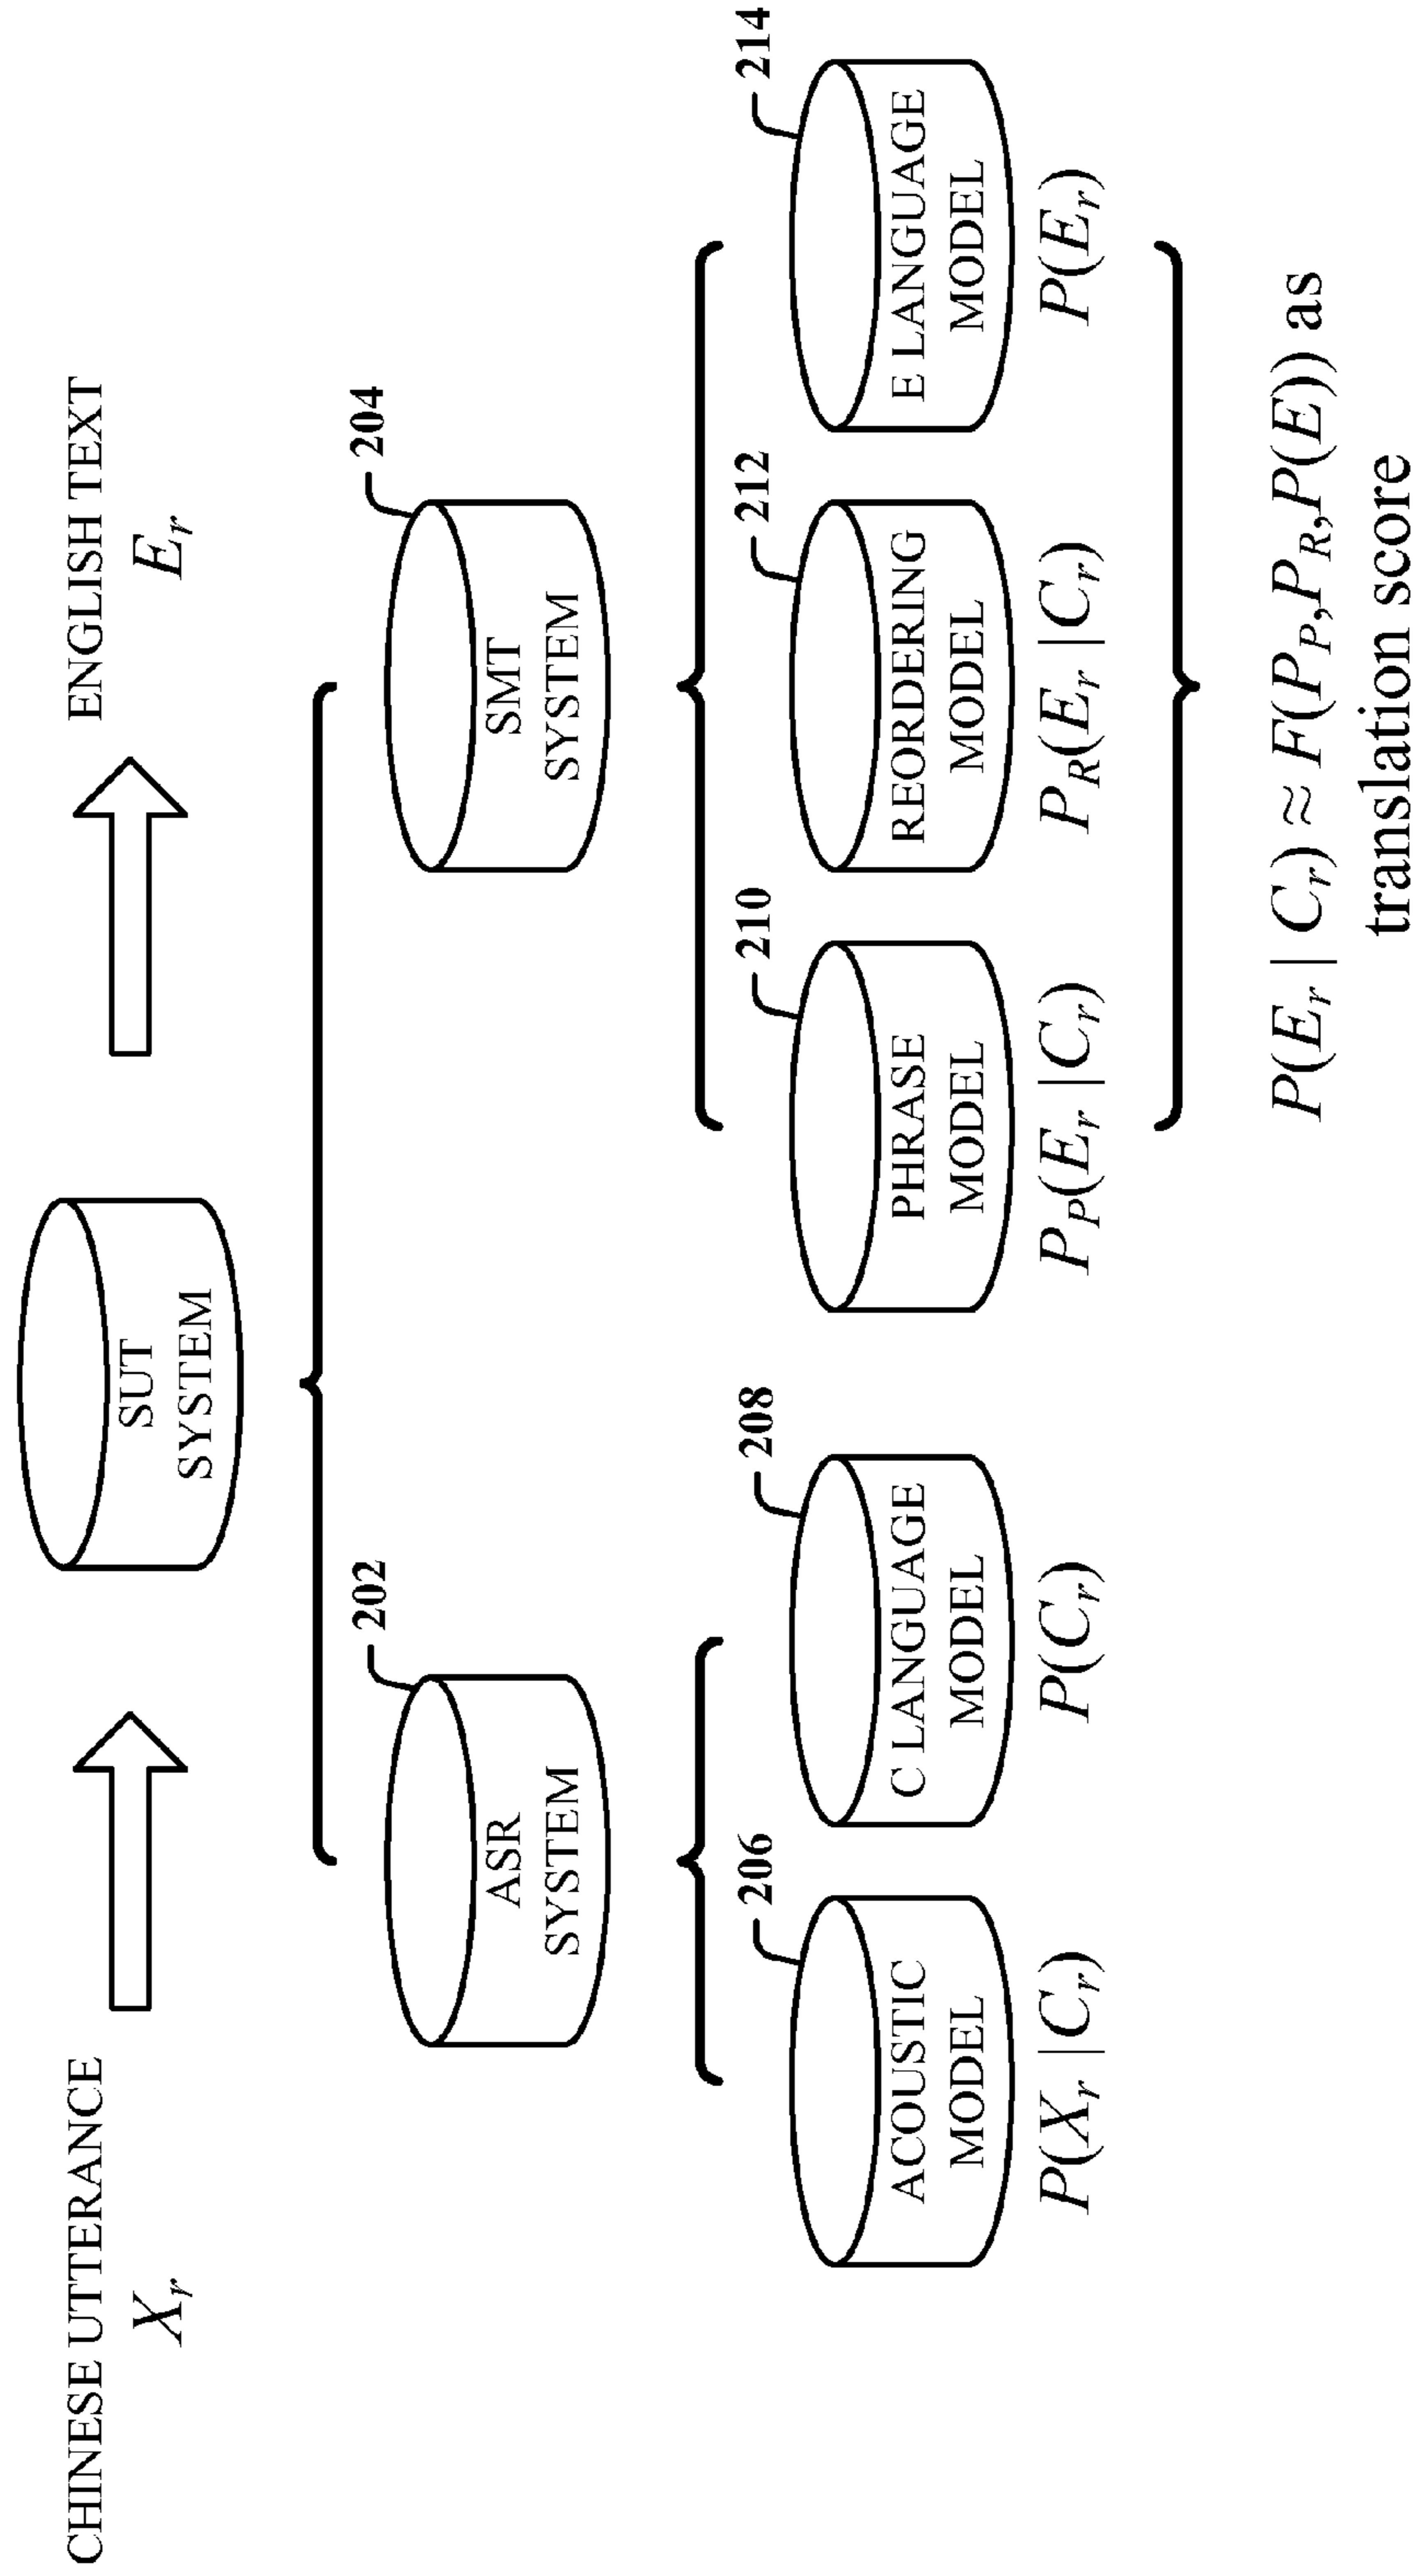 CHINESE UTTERANCE
X_r
SUT
SYSTEM
ENGLISH TEXT
E_r
202
ASR
SYSTEM
204
SMT
SYSTEM
206
ACOUSTIC
MODEL
P(X_r | C_r)
208
C LANGUAGE
MODEL
P(C_r)
210
PHRASE
MODEL
P_P(E_r | C_r)
212
REORDERING
MODEL
P_R(E_r | C_r)
214
E LANGUAGE
MODEL
P(E_r)
P(E_r | C_r) ≈ F(P_P, P_R, P(E)) as
translation score